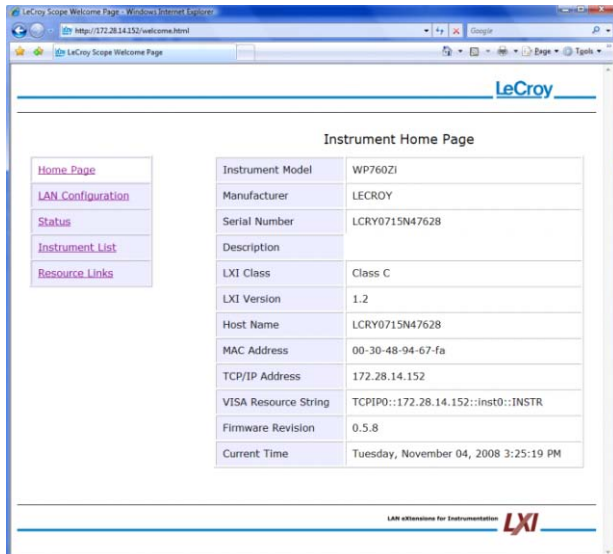 LeCroy Scope Welcome Page - Windows Internet Explorer
http://172.28.14.152/welcome.html
Google
LeCroy Scope Welcome Page
Page
Tools
LeCroy
Instrument Home Page
Home Page
LAN Configuration
Status
Instrument List
Resource Links
Instrument Model WP760Zi
Manufacturer LECROY
Serial Number LCRY0715N47628
Description
LXI Class Class C
LXI Version 1.2
Host Name LCRY0715N47628
MAC Address 00-30-48-94-67-fa
TCP/IP Address 172.28.14.152
VISA Resource String TCPIP0::172.28.14.152::inst0::INSTR
Firmware Revision 0.5.8
Current Time Tuesday, November 04, 2008 3:25:19 PM
LAN eXtensions for Instrumentation LXI